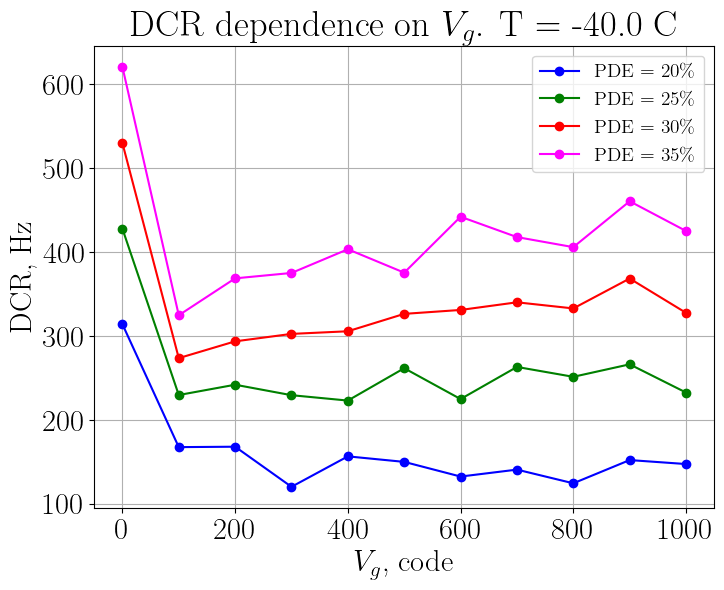 DCR dependence on V_g. T = -40.0 C
PDE = 20%
PDE = 25%
PDE = 30%
PDE = 35%
DCR, Hz
600
500
400
300
200
100
0 200 400 600 800 1000
V_g, code